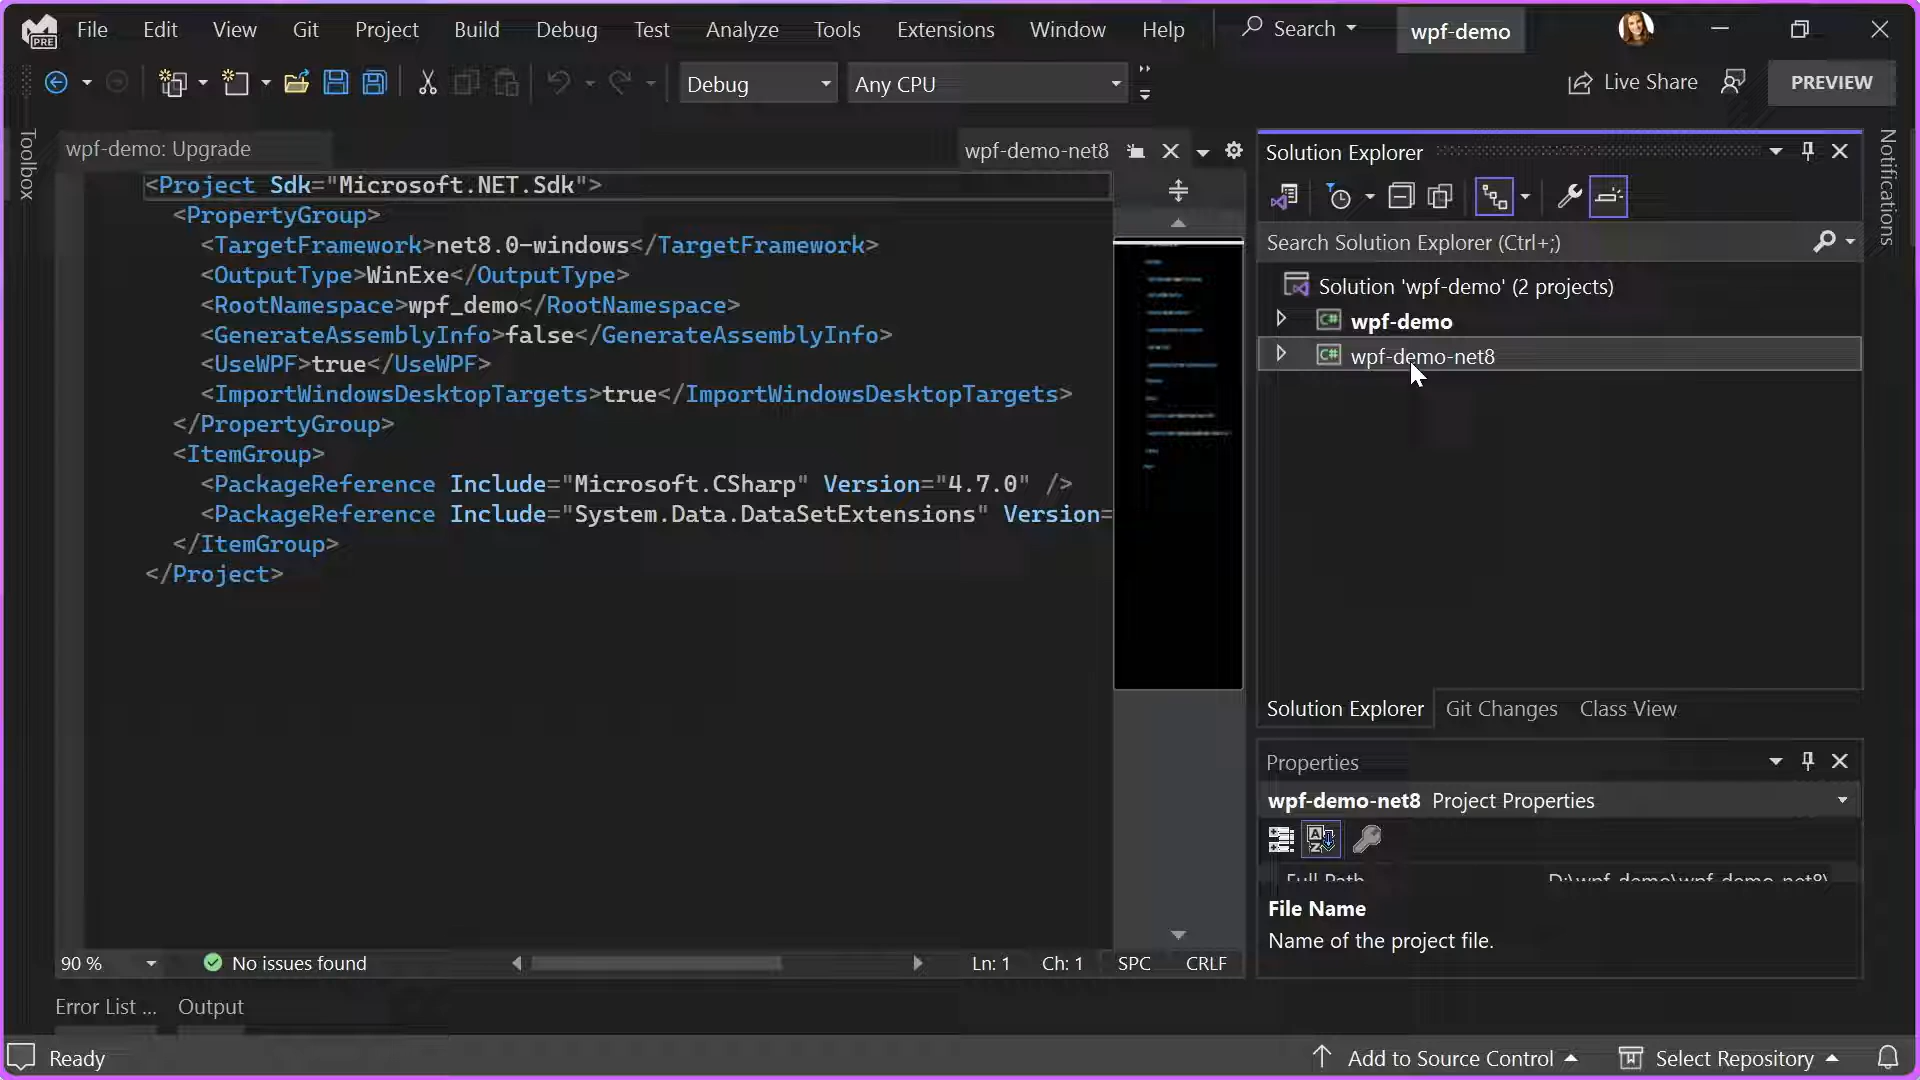 PRE
File Edit View Git Project Build Debug Test Analyze Tools Extensions Window Help Search wpf-demo
Debug Any CPU Live Share PREVIEW
Toolbox
wpf-demo: Upgrade
wpf-demo-net8
<Project Sdk="Microsoft.NET.Sdk">
<PropertyGroup>
<TargetFramework>net8.0-windows</TargetFramework>
<OutputType>WinExe</OutputType>
<RootNamespace>wpf_demo</RootNamespace>
<GenerateAssemblyInfo>false</GenerateAssemblyInfo>
<UseWPF>true</UseWPF>
<ImportWindowsDesktopTargets>true</ImportWindowsDesktopTargets>
</PropertyGroup>
<ItemGroup>
<PackageReference Include="Microsoft.CSharp" Version="4.7.0" />
<PackageReference Include="System.Data.DataSetExtensions" Version=
</ItemGroup>
</Project>
90 % No issues found Ln: 1 Ch: 1 SPC CRLF
Error List ... Output
Solution Explorer
Search Solution Explorer (Ctrl+;)
Solution 'wpf-demo' (2 projects)
C# wpf-demo
C# wpf-demo-net8
Solution Explorer Git Changes Class View
Properties
wpf-demo-net8 Project Properties
Full Path D:\wpf_demo\wpf_demo_net8\
File Name
Name of the project file.
Notifications
Ready Add to Source Control Select Repository